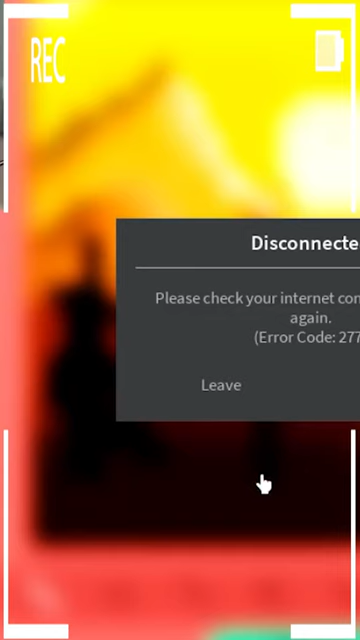 REC
Disconnecte
Please check your internet con
again.
(Error Code: 277
Leave